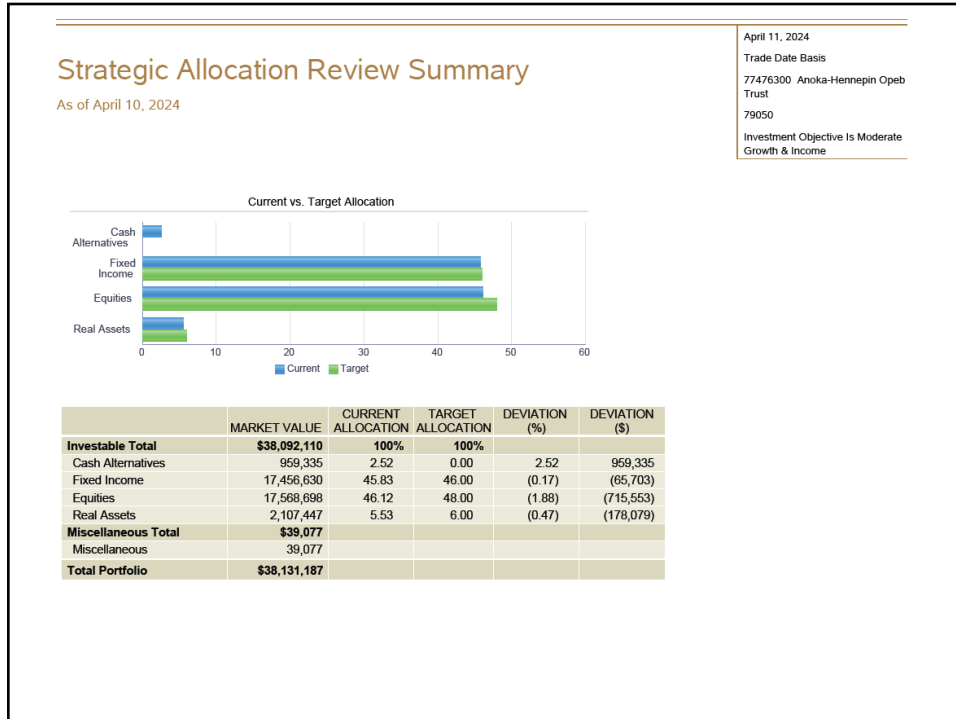 April 11, 2024
Trade Date Basis
77476300 Anoka-Hennepin Opeb
Trust
79050
Investment Objective Is Moderate
Growth & Income
Strategic Allocation Review Summary
As of April 10, 2024
Current vs. Target Allocation
Cash
Alternatives
Fixed
Income
Equities
Real Assets
0 10 20 30 40 50 60
Current Target
MARKET VALUE CURRENT ALLOCATION TARGET ALLOCATION DEVIATION (%) DEVIATION ($)
Investable Total $38,092,110 100% 100%
Cash Alternatives 959,335 2.52 0.00 2.52 959,335
Fixed Income 17,456,630 45.83 46.00 (0.17) (65,703)
Equities 17,568,698 46.12 48.00 (1.88) (715,553)
Real Assets 2,107,447 5.53 6.00 (0.47) (178,079)
Miscellaneous Total $39,077
Miscellaneous 39,077
Total Portfolio $38,131,187